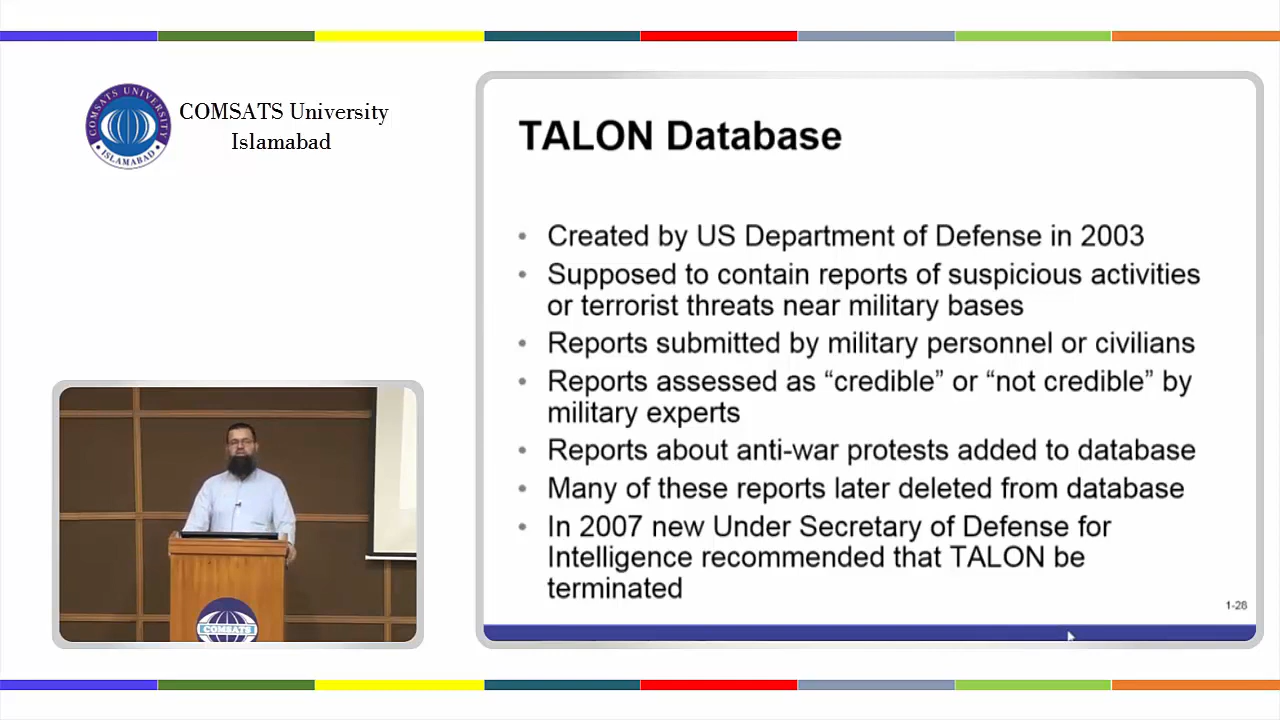 COMSATS UNIVERSITY
ISLAMABAD
COMSATS University
Islamabad
TALON Database
• Created by US Department of Defense in 2003
• Supposed to contain reports of suspicious activities
or terrorist threats near military bases
• Reports submitted by military personnel or civilians
• Reports assessed as “credible” or “not credible” by
military experts
• Reports about anti-war protests added to database
• Many of these reports later deleted from database
• In 2007 new Under Secretary of Defense for
Intelligence recommended that TALON be
terminated
1-28
COMSATS